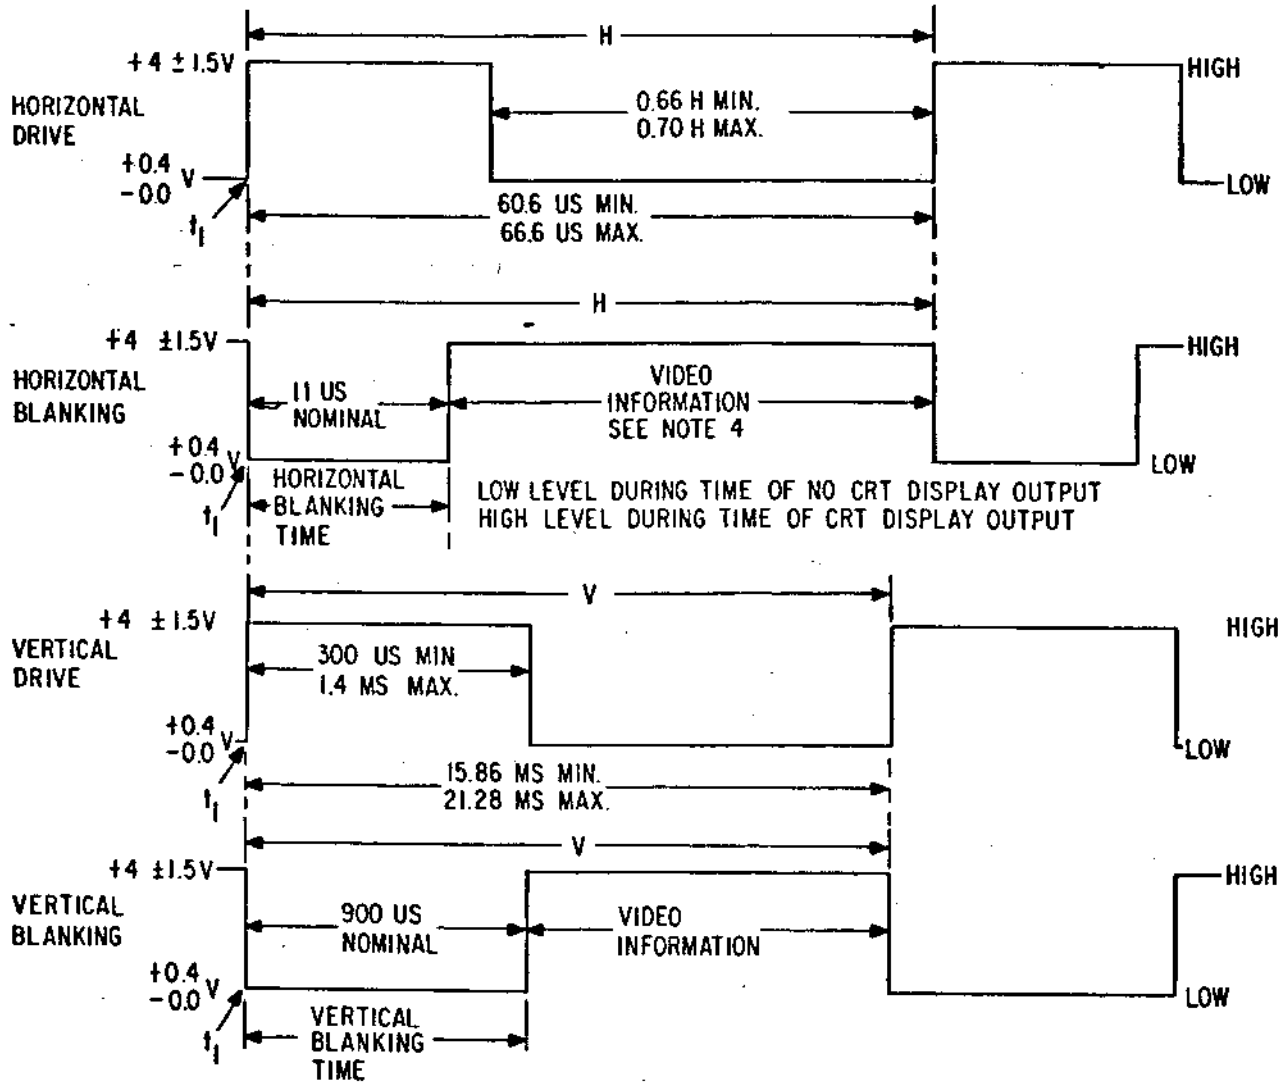 H
+4 ±1.5V
HIGH
HORIZONTAL
DRIVE
0.66 H MIN.
0.70 H MAX.
+0.4
-0.0 V
LOW
t1
60.6 US MIN.
66.6 US MAX.
H
+4 ±1.5V
HIGH
HORIZONTAL
BLANKING
11 US
NOMINAL
VIDEO
INFORMATION
SEE NOTE 4
+0.4
-0.0 V
LOW
t1
HORIZONTAL
BLANKING
TIME
LOW LEVEL DURING TIME OF NO CRT DISPLAY OUTPUT
HIGH LEVEL DURING TIME OF CRT DISPLAY OUTPUT
V
+4 ±1.5V
HIGH
VERTICAL
DRIVE
300 US MIN
1.4 MS MAX.
+0.4
-0.0 V
LOW
t1
15.86 MS MIN.
21.28 MS MAX.
V
+4 ±1.5V
HIGH
VERTICAL
BLANKING
900 US
NOMINAL
VIDEO
INFORMATION
+0.4
-0.0 V
LOW
t1
VERTICAL
BLANKING
TIME